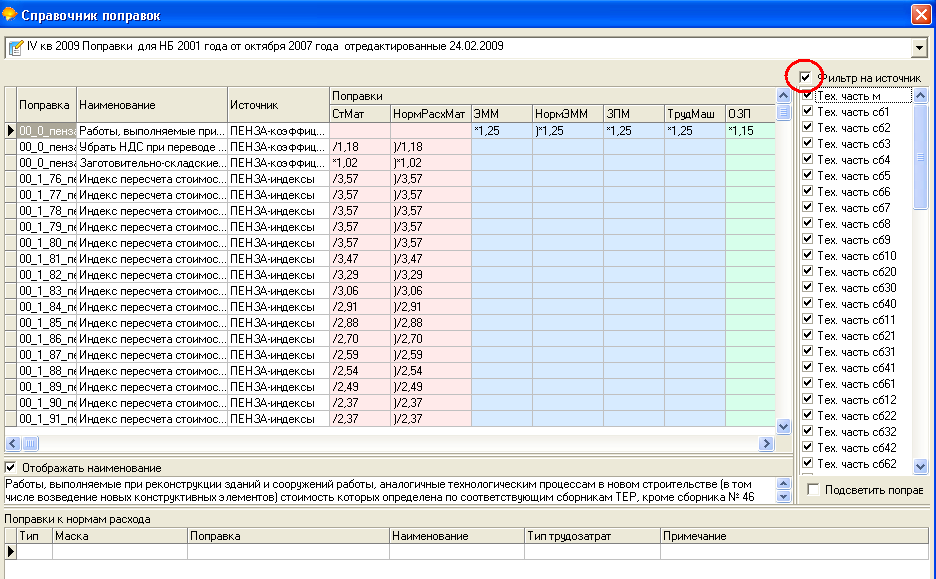 Справочник поправок
IV кв 2009 Поправки для НБ 2001 года от октября 2007 года отредактированные 24.02.2009
Фильтр на источник
Поправка Наименование Источник Поправки
СтМат НормРасхМат ЭММ НормЭММ ЗПМ ТрудМаш ОЗП
00_0_пенза Работы, выполняемые при... ПЕНЗА-коэффиц... *1,25 )*1,25 *1,25 *1,25 *1,15
00_0_пенза Убрать НДС при переводе ... ПЕНЗА-коэффиц... /1,18 )/1,18
00_0_пенза Заготовительно-складские... ПЕНЗА-коэффиц... *1,02 )*1,02
00_1_76_пе Индекс пересчета стоимос... ПЕНЗА-индексы /3,57 )/3,57
00_1_77_пе Индекс пересчета стоимос... ПЕНЗА-индексы /3,57 )/3,57
00_1_78_пе Индекс пересчета стоимос... ПЕНЗА-индексы /3,57 )/3,57
00_1_79_пе Индекс пересчета стоимос... ПЕНЗА-индексы /3,57 )/3,57
00_1_80_пе Индекс пересчета стоимос... ПЕНЗА-индексы /3,57 )/3,57
00_1_81_пе Индекс пересчета стоимос... ПЕНЗА-индексы /3,47 )/3,47
00_1_82_пе Индекс пересчета стоимос... ПЕНЗА-индексы /3,29 )/3,29
00_1_83_пе Индекс пересчета стоимос... ПЕНЗА-индексы /3,06 )/3,06
00_1_84_пе Индекс пересчета стоимос... ПЕНЗА-индексы /2,91 )/2,91
00_1_85_пе Индекс пересчета стоимос... ПЕНЗА-индексы /2,88 )/2,88
00_1_86_пе Индекс пересчета стоимос... ПЕНЗА-индексы /2,70 )/2,70
00_1_87_пе Индекс пересчета стоимос... ПЕНЗА-индексы /2,59 )/2,59
00_1_88_пе Индекс пересчета стоимос... ПЕНЗА-индексы /2,54 )/2,54
00_1_89_пе Индекс пересчета стоимос... ПЕНЗА-индексы /2,49 )/2,49
00_1_90_пе Индекс пересчета стоимос... ПЕНЗА-индексы /2,37 )/2,37
00_1_91_пе Индекс пересчета стоимос... ПЕНЗА-индексы /2,37 )/2,37
Тех. часть м
Тех. часть сб1
Тех. часть сб2
Тех. часть сб3
Тех. часть сб4
Тех. часть сб5
Тех. часть сб6
Тех. часть сб7
Тех. часть сб8
Тех. часть сб9
Тех. часть сб10
Тех. часть сб20
Тех. часть сб30
Тех. часть сб40
Тех. часть сб11
Тех. часть сб21
Тех. часть сб31
Тех. часть сб41
Тех. часть сб61
Тех. часть сб12
Тех. часть сб22
Тех. часть сб32
Тех. часть сб42
Тех. часть сб62
Подсветить поправ
Отображать наименование
Работы, выполняемые при реконструкции зданий и сооружений работы, аналогичные технологическим процессам в новом строительстве (в том
числе возведение новых конструктивных элементов) стоимость которых определена по соответствующим сборникам ТЕР, кроме сборника № 46
Поправки к нормам расхода
Тип Маска Поправка Наименование Тип трудозатрат Примечание